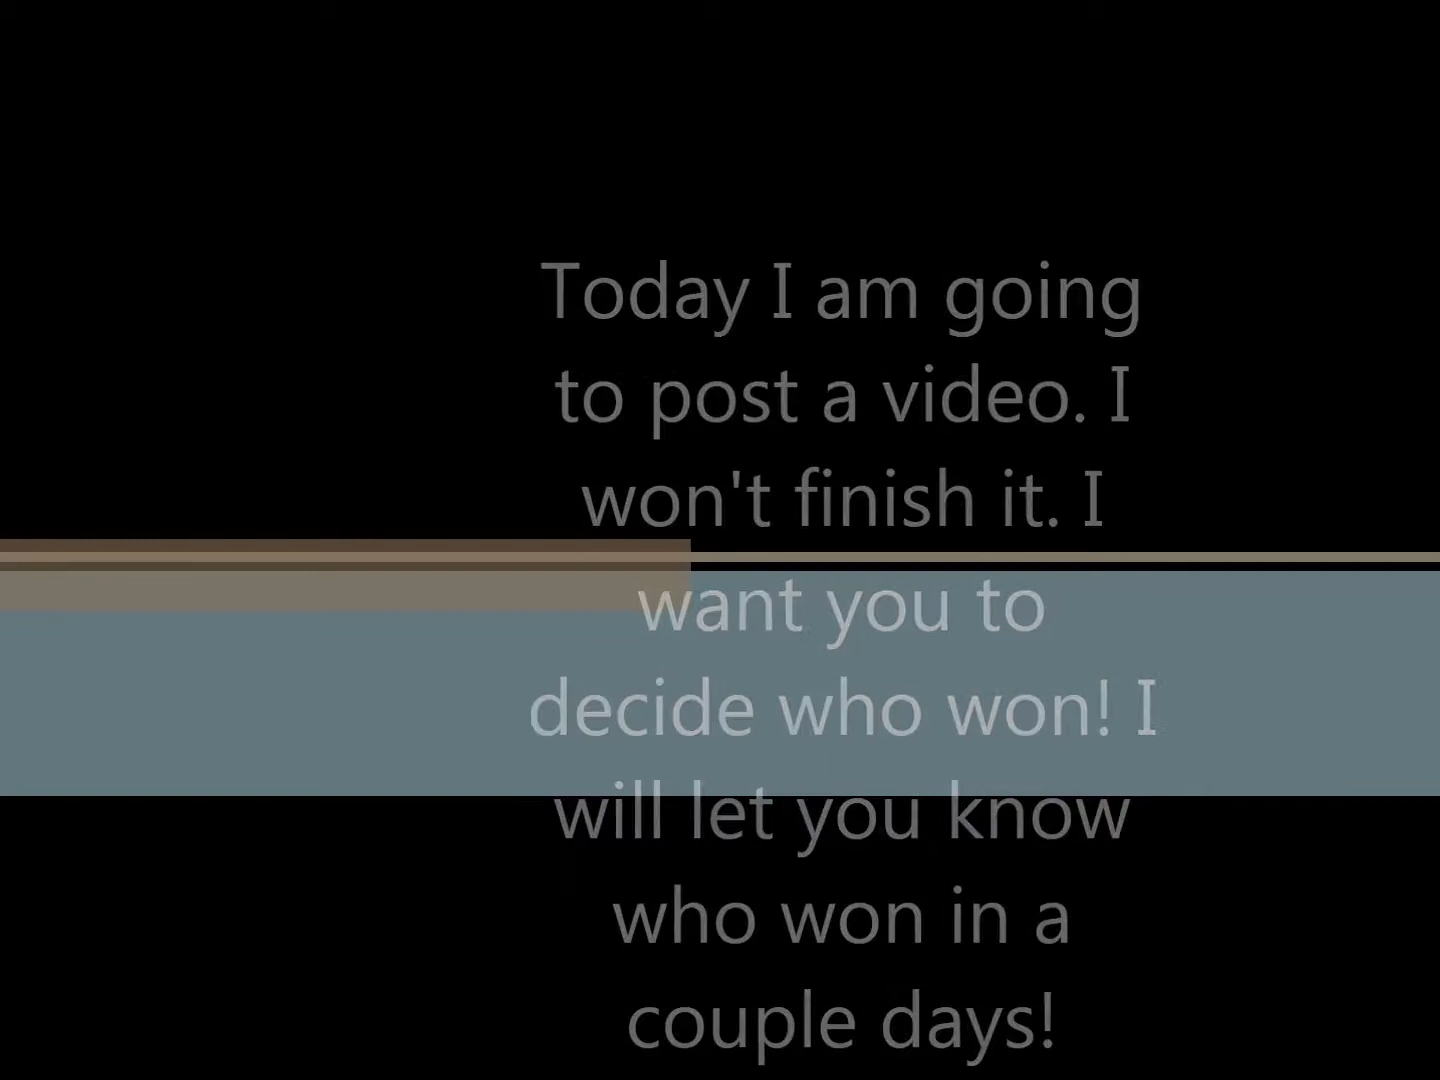 Today I am going
to post a video. I
won't finish it. I
want you to
decide who won! I
will let you know
who won in a
couple days!